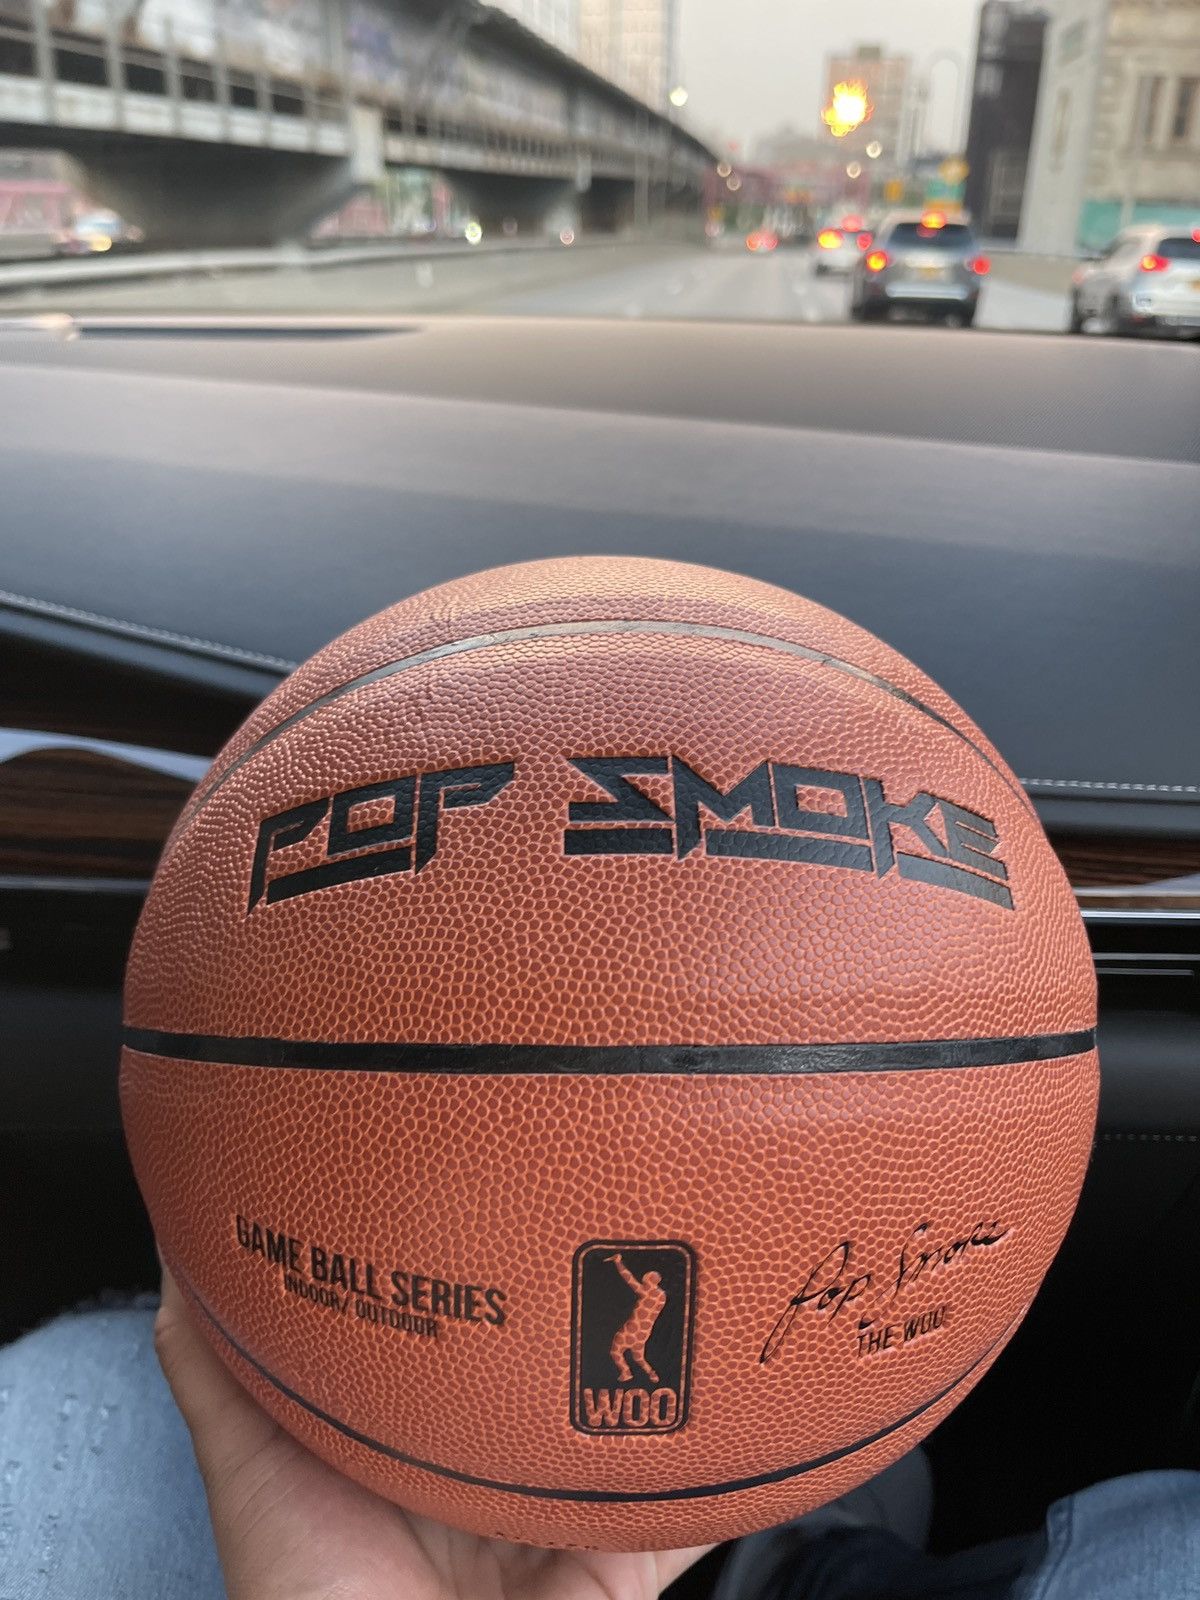 POP SMOKE
GAME BALL SERIES
INDOOR/ OUTDOOR
WOO
Pop Smoke
THE WOO